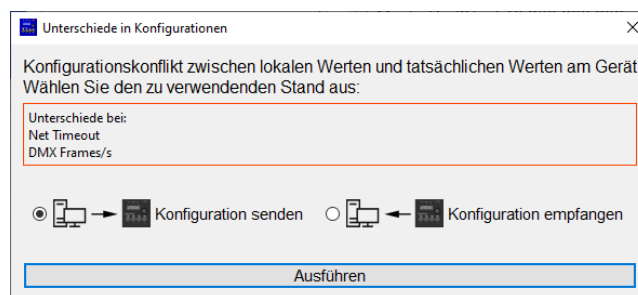 Unterschiede in Konfigurationen
Konfigurationskonflikt zwischen lokalen Werten und tatsächlichen Werten am Gerät
Wählen Sie den zu verwendenden Stand aus:
Unterschiede bei:
Net Timeout
DMX Frames/s
Konfiguration senden Konfiguration empfangen
Ausführen